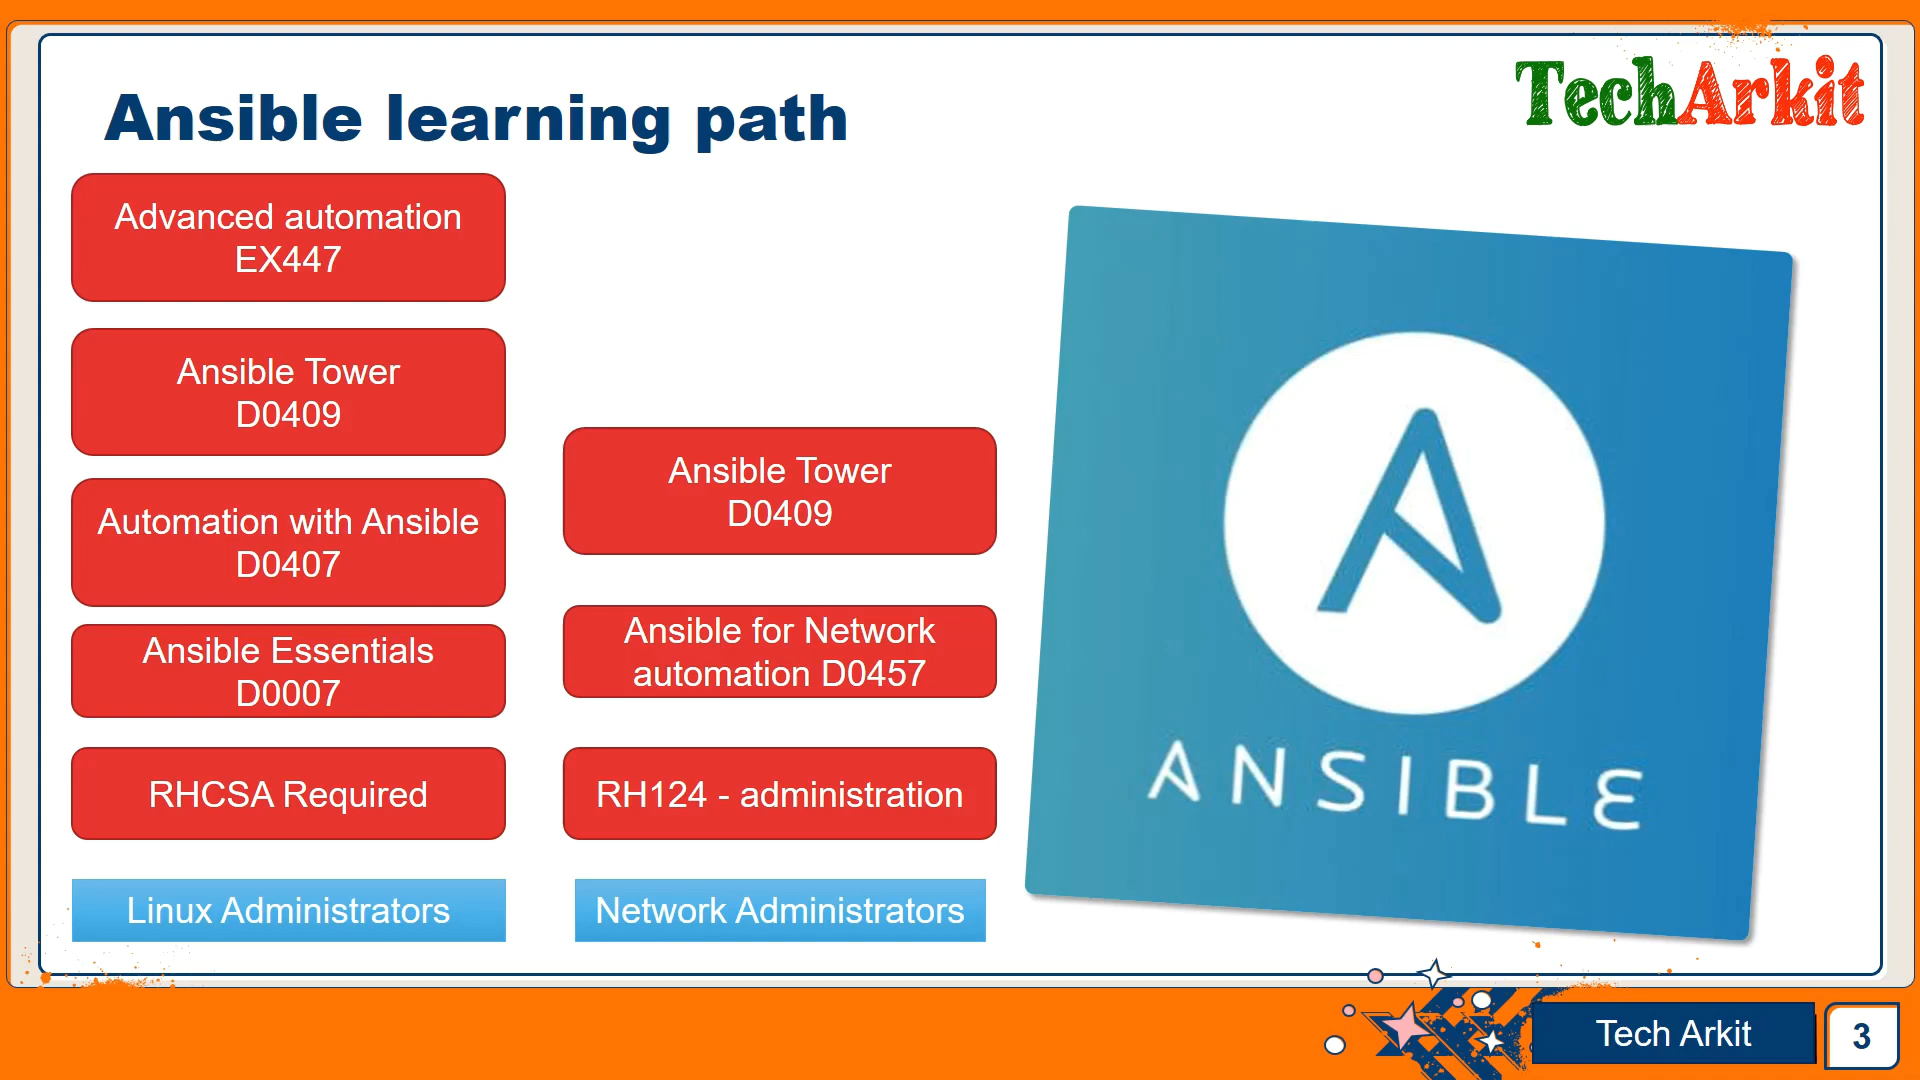 TechArkit
Ansible learning path
Advanced automation
EX447
Ansible Tower
D0409
Automation with Ansible
D0407
Ansible Essentials
D0007
RHCSA Required
Linux Administrators
Ansible Tower
D0409
Ansible for Network
automation D0457
RH124 - administration
Network Administrators
ANSIBLE
Tech Arkit
3